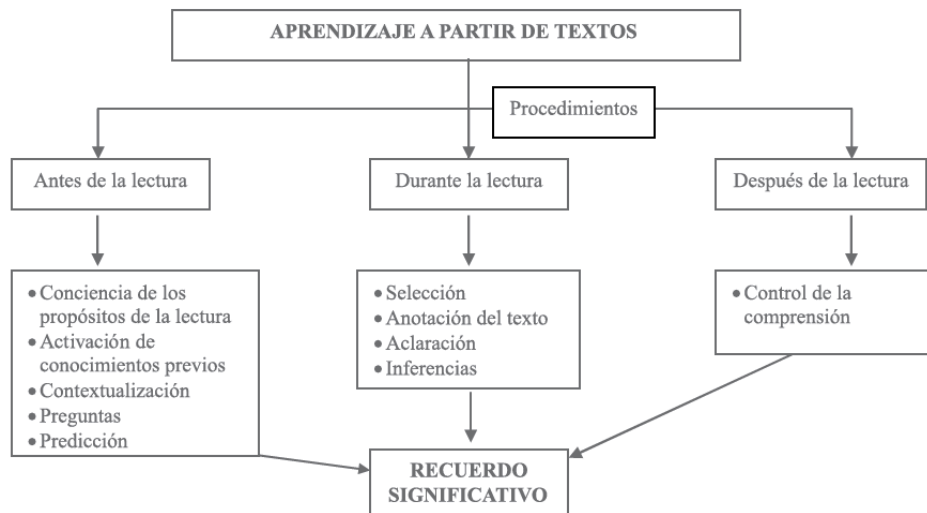 APRENDIZAJE A PARTIR DE TEXTOS
Procedimientos
Antes de la lectura
Durante la lectura
Después de la lectura
• Conciencia de los
propósitos de la lectura
• Activación de
conocimientos previos
• Contextualización
• Preguntas
• Predicción
• Selección
• Anotación del texto
• Aclaración
• Inferencias
• Control de la
comprensión
RECUERDO
SIGNIFICATIVO